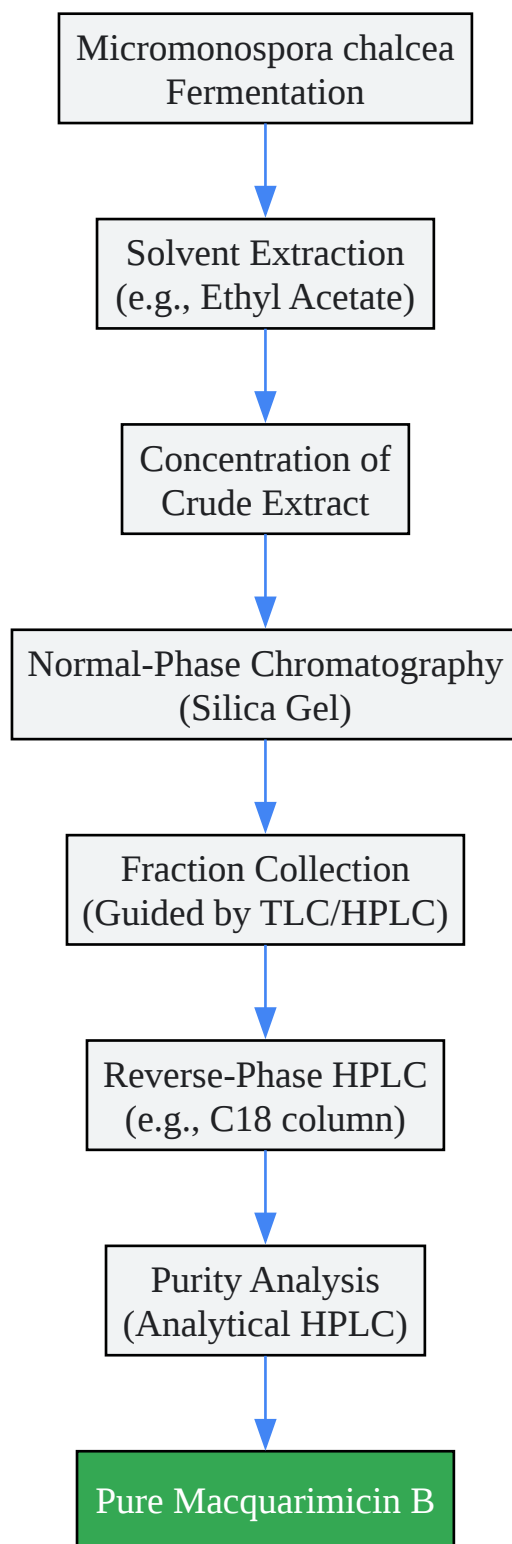 Micromonospora chalcea
Fermentation
Solvent Extraction
(e.g., Ethyl Acetate)
Concentration of
Crude Extract
Normal-Phase Chromatography
(Silica Gel)
Fraction Collection
(Guided by TLC/HPLC)
Reverse-Phase HPLC
(e.g., C18 column)
Purity Analysis
(Analytical HPLC)
Pure Macquarimicin B